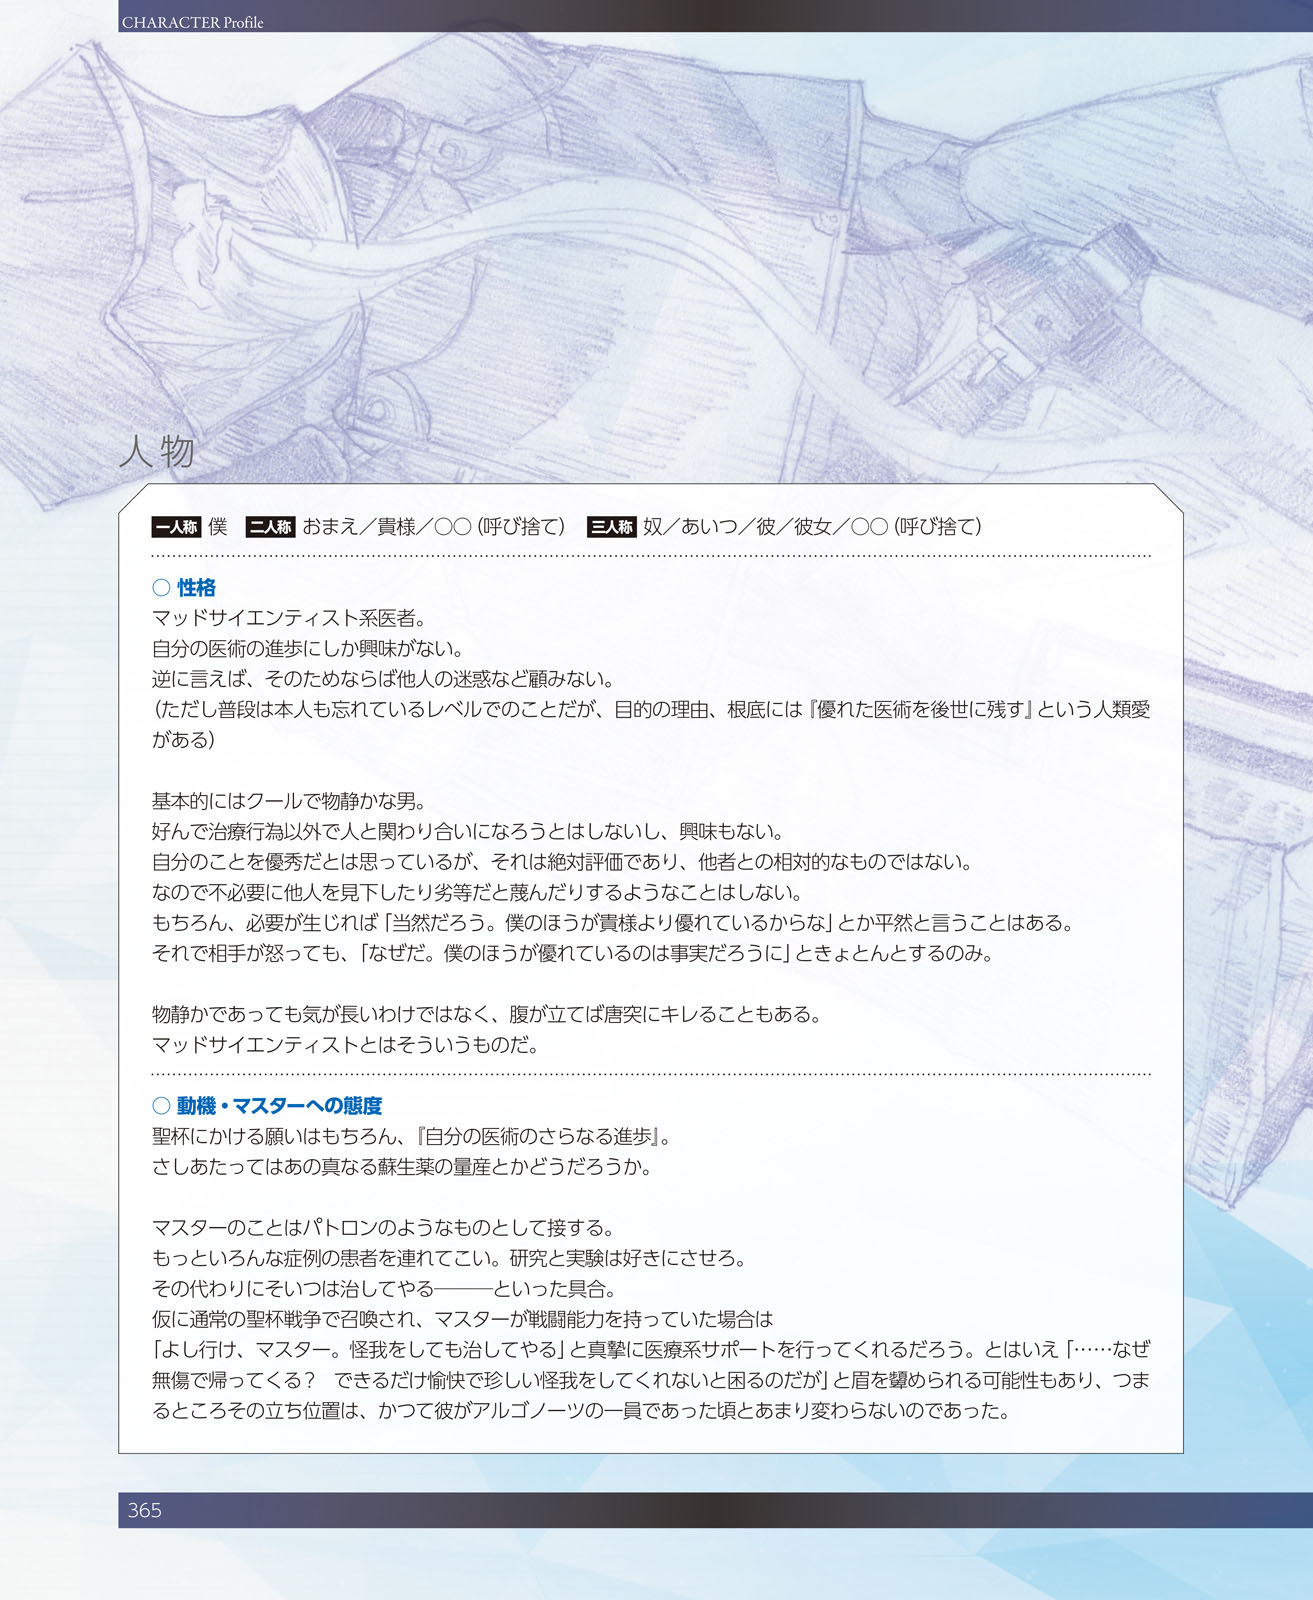 CHARACTER Profile
人物
一人称 僕 二人称 おまえ／貴様／○○（呼び捨て） 三人称 奴／あいつ／彼／彼女／○○（呼び捨て）
○ 性格
マッドサイエンティスト系医者。
自分の医術の進歩にしか興味がない。
逆に言えば、そのためならば他人の迷惑など顧みない。
（ただし普段は本人も忘れているレベルでのことだが、目的の理由、根底には『優れた医術を後世に残す』という人類愛
がある）
基本的にはクールで物静かな男。
好んで治療行為以外で人と関わり合いになろうとはしないし、興味もない。
自分のことを優秀だとは思っているが、それは絶対評価であり、他者との相対的なものではない。
なので不必要に他人を見下したり劣等だと蔑んだりするようなことはしない。
もちろん、必要が生じれば「当然だろう。僕のほうが貴様より優れているからな」とか平然と言うことはある。
それで相手が怒っても、「なぜだ。僕のほうが優れているのは事実だろうに」ときょとんとするのみ。
物静かであっても気が長いわけではなく、腹が立てば唐突にキレることもある。
マッドサイエンティストとはそういうものだ。
○ 動機・マスターへの態度
聖杯にかける願いはもちろん、『自分の医術のさらなる進歩』。
さしあたってはあの真なる蘇生薬の量産とかどうだろうか。
マスターのことはパトロンのようなものとして接する。
もっといろんな症例の患者を連れてこい。研究と実験は好きにさせろ。
その代わりにそいつは治してやる———といった具合。
仮に通常の聖杯戦争で召喚され、マスターが戦闘能力を持っていた場合は
「よし行け、マスター。怪我をしても治してやる」と真摯に医療系サポートを行ってくれるだろう。とはいえ「……なぜ
無傷で帰ってくる？　できるだけ愉快で珍しい怪我をしてくれないと困るのだが」と眉を顰められる可能性もあり、つま
るところその立ち位置は、かつて彼がアルゴノーツの一員であった頃とあまり変わらないのであった。
365